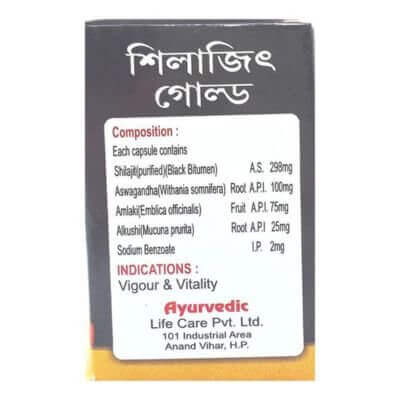 শিলাজিৎ
গোল্ড
Composition :
Each capsule contains
Shilajit(purified)(Black Bitumen) A.S. 298mg
Aswagandha(Withania somnifera) Root A.P.I. 100mg
Amlaki(Emblica officinalis) Fruit A.P.I. 75mg
Alkushi(Mucuna prurita) Root A.P.I 25mg
Sodium Benzoate I.P. 2mg
INDICATIONS :
Vigour & Vitality
Ayurvedic
Life Care Pvt. Ltd.
101 Industrial Area
Anand Vihar, H.P.